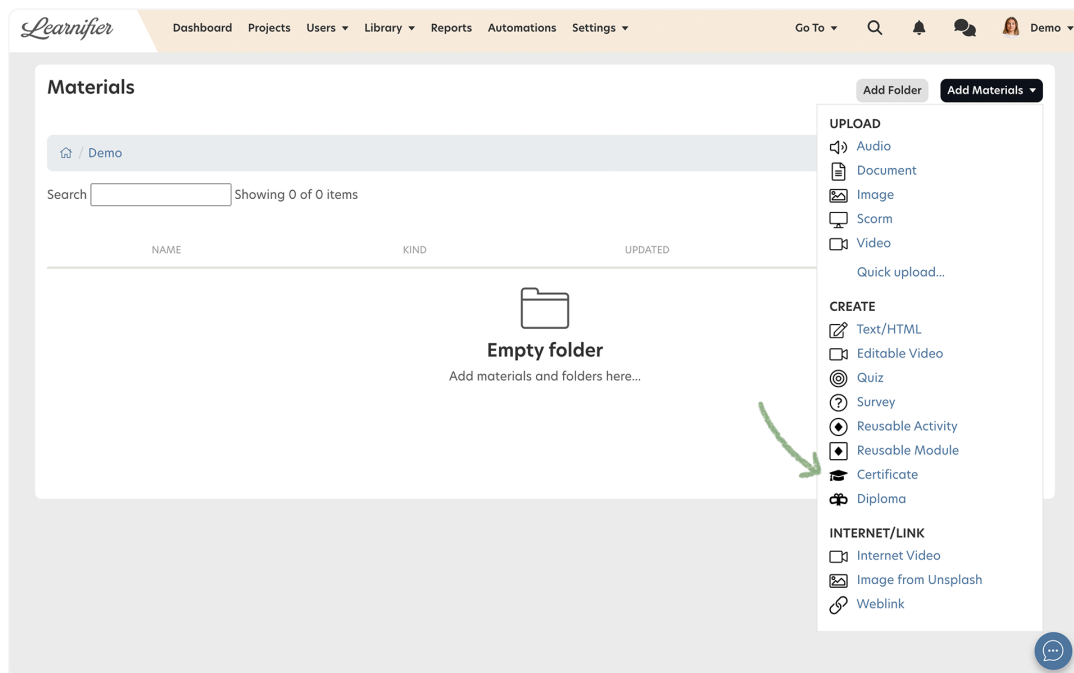 Learnifier
Dashboard Projects Users Library Reports Automations Settings Go To Demo
Materials
Add Folder Add Materials
/ Demo
Search Showing 0 of 0 items
NAME KIND UPDATED
Empty folder
Add materials and folders here...
UPLOAD
Audio
Document
Image
Scorm
Video
Quick upload...
CREATE
Text/HTML
Editable Video
Quiz
Survey
Reusable Activity
Reusable Module
Certificate
Diploma
INTERNET/LINK
Internet Video
Image from Unsplash
Weblink